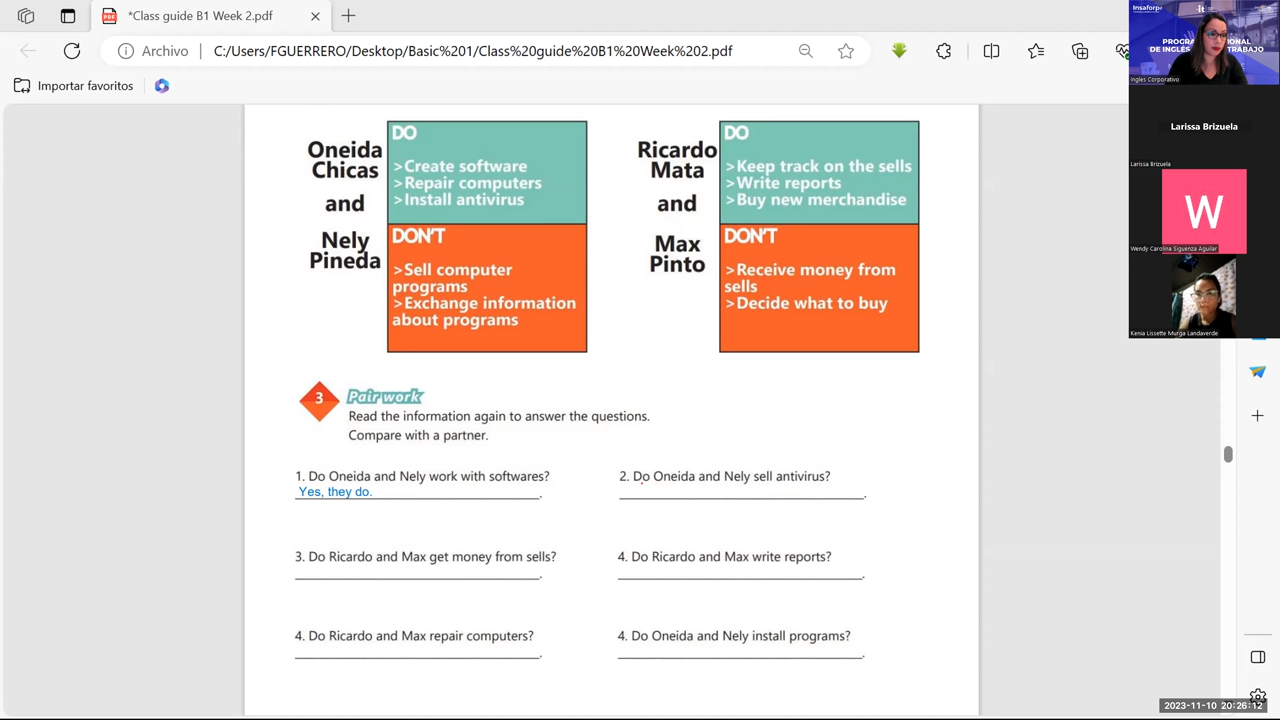 *Class guide B1 Week 2.pdf
Archivo
C:/Users/FGUERRERO/Desktop/Basic%201/Class%20guide%20B1%20Week%202.pdf
Importar favoritos
Oneida
Chicas
and
Nely
Pineda
DO
>Create software
>Repair computers
>Install antivirus
DON'T
>Sell computer
programs
>Exchange information
about programs
Ricardo
Mata
and
Max
Pinto
DO
>Keep track on the sells
>Write reports
>Buy new merchandise
DON'T
>Receive money from
sells
>Decide what to buy
3
Pair work
Read the information again to answer the questions.
Compare with a partner.
1. Do Oneida and Nely work with softwares?
Yes, they do.
2. Do Oneida and Nely sell antivirus?
3. Do Ricardo and Max get money from sells?
4. Do Ricardo and Max write reports?
4. Do Ricardo and Max repair computers?
4. Do Oneida and Nely install programs?
Insaforp
Ingles Corporativo
Larissa Brizuela
Larissa Brizuela
W
Wendy Carolina Siguenza Aguilar
Kenia Lissette Murga Landaverde
2023-11-10 20:26:12